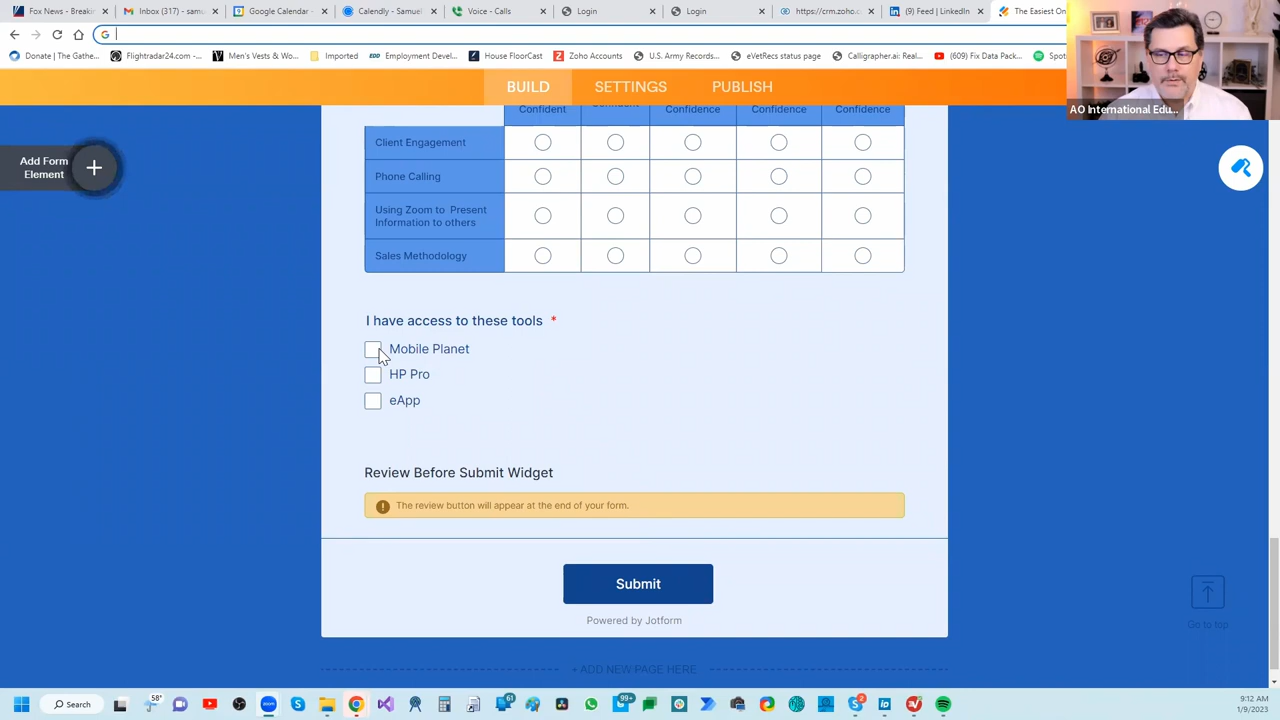 Fox News - Breakin
Inbox (317) - samu
Google Calendar -
Calendly - Samuel
Voice - Calls
Login
Login
https://crm.zoho.c
(9) Feed | LinkedIn
The Easiest On
Donate | The Gathe...
Flightradar24.com -...
Men's Vests & Wo...
Imported
EDD Employment Devel...
House FloorCast
Zoho Accounts
U.S. Army Records...
eVetRecs status page
Calligrapher.ai: Real...
(609) Fix Data Pack...
Spot
BUILD
SETTINGS
PUBLISH
AO International Edu...
Add Form
Element
Confident
Confidence
Confidence
Confidence
Client Engagement
Phone Calling
Using Zoom to Present
Information to others
Sales Methodology
I have access to these tools *
Mobile Planet
HP Pro
eApp
Review Before Submit Widget
The review button will appear at the end of your form.
Submit
Powered by Jotform
Go to top
+ ADD NEW PAGE HERE
Search
58°
61
99+
2
9:12 AM
1/9/2023